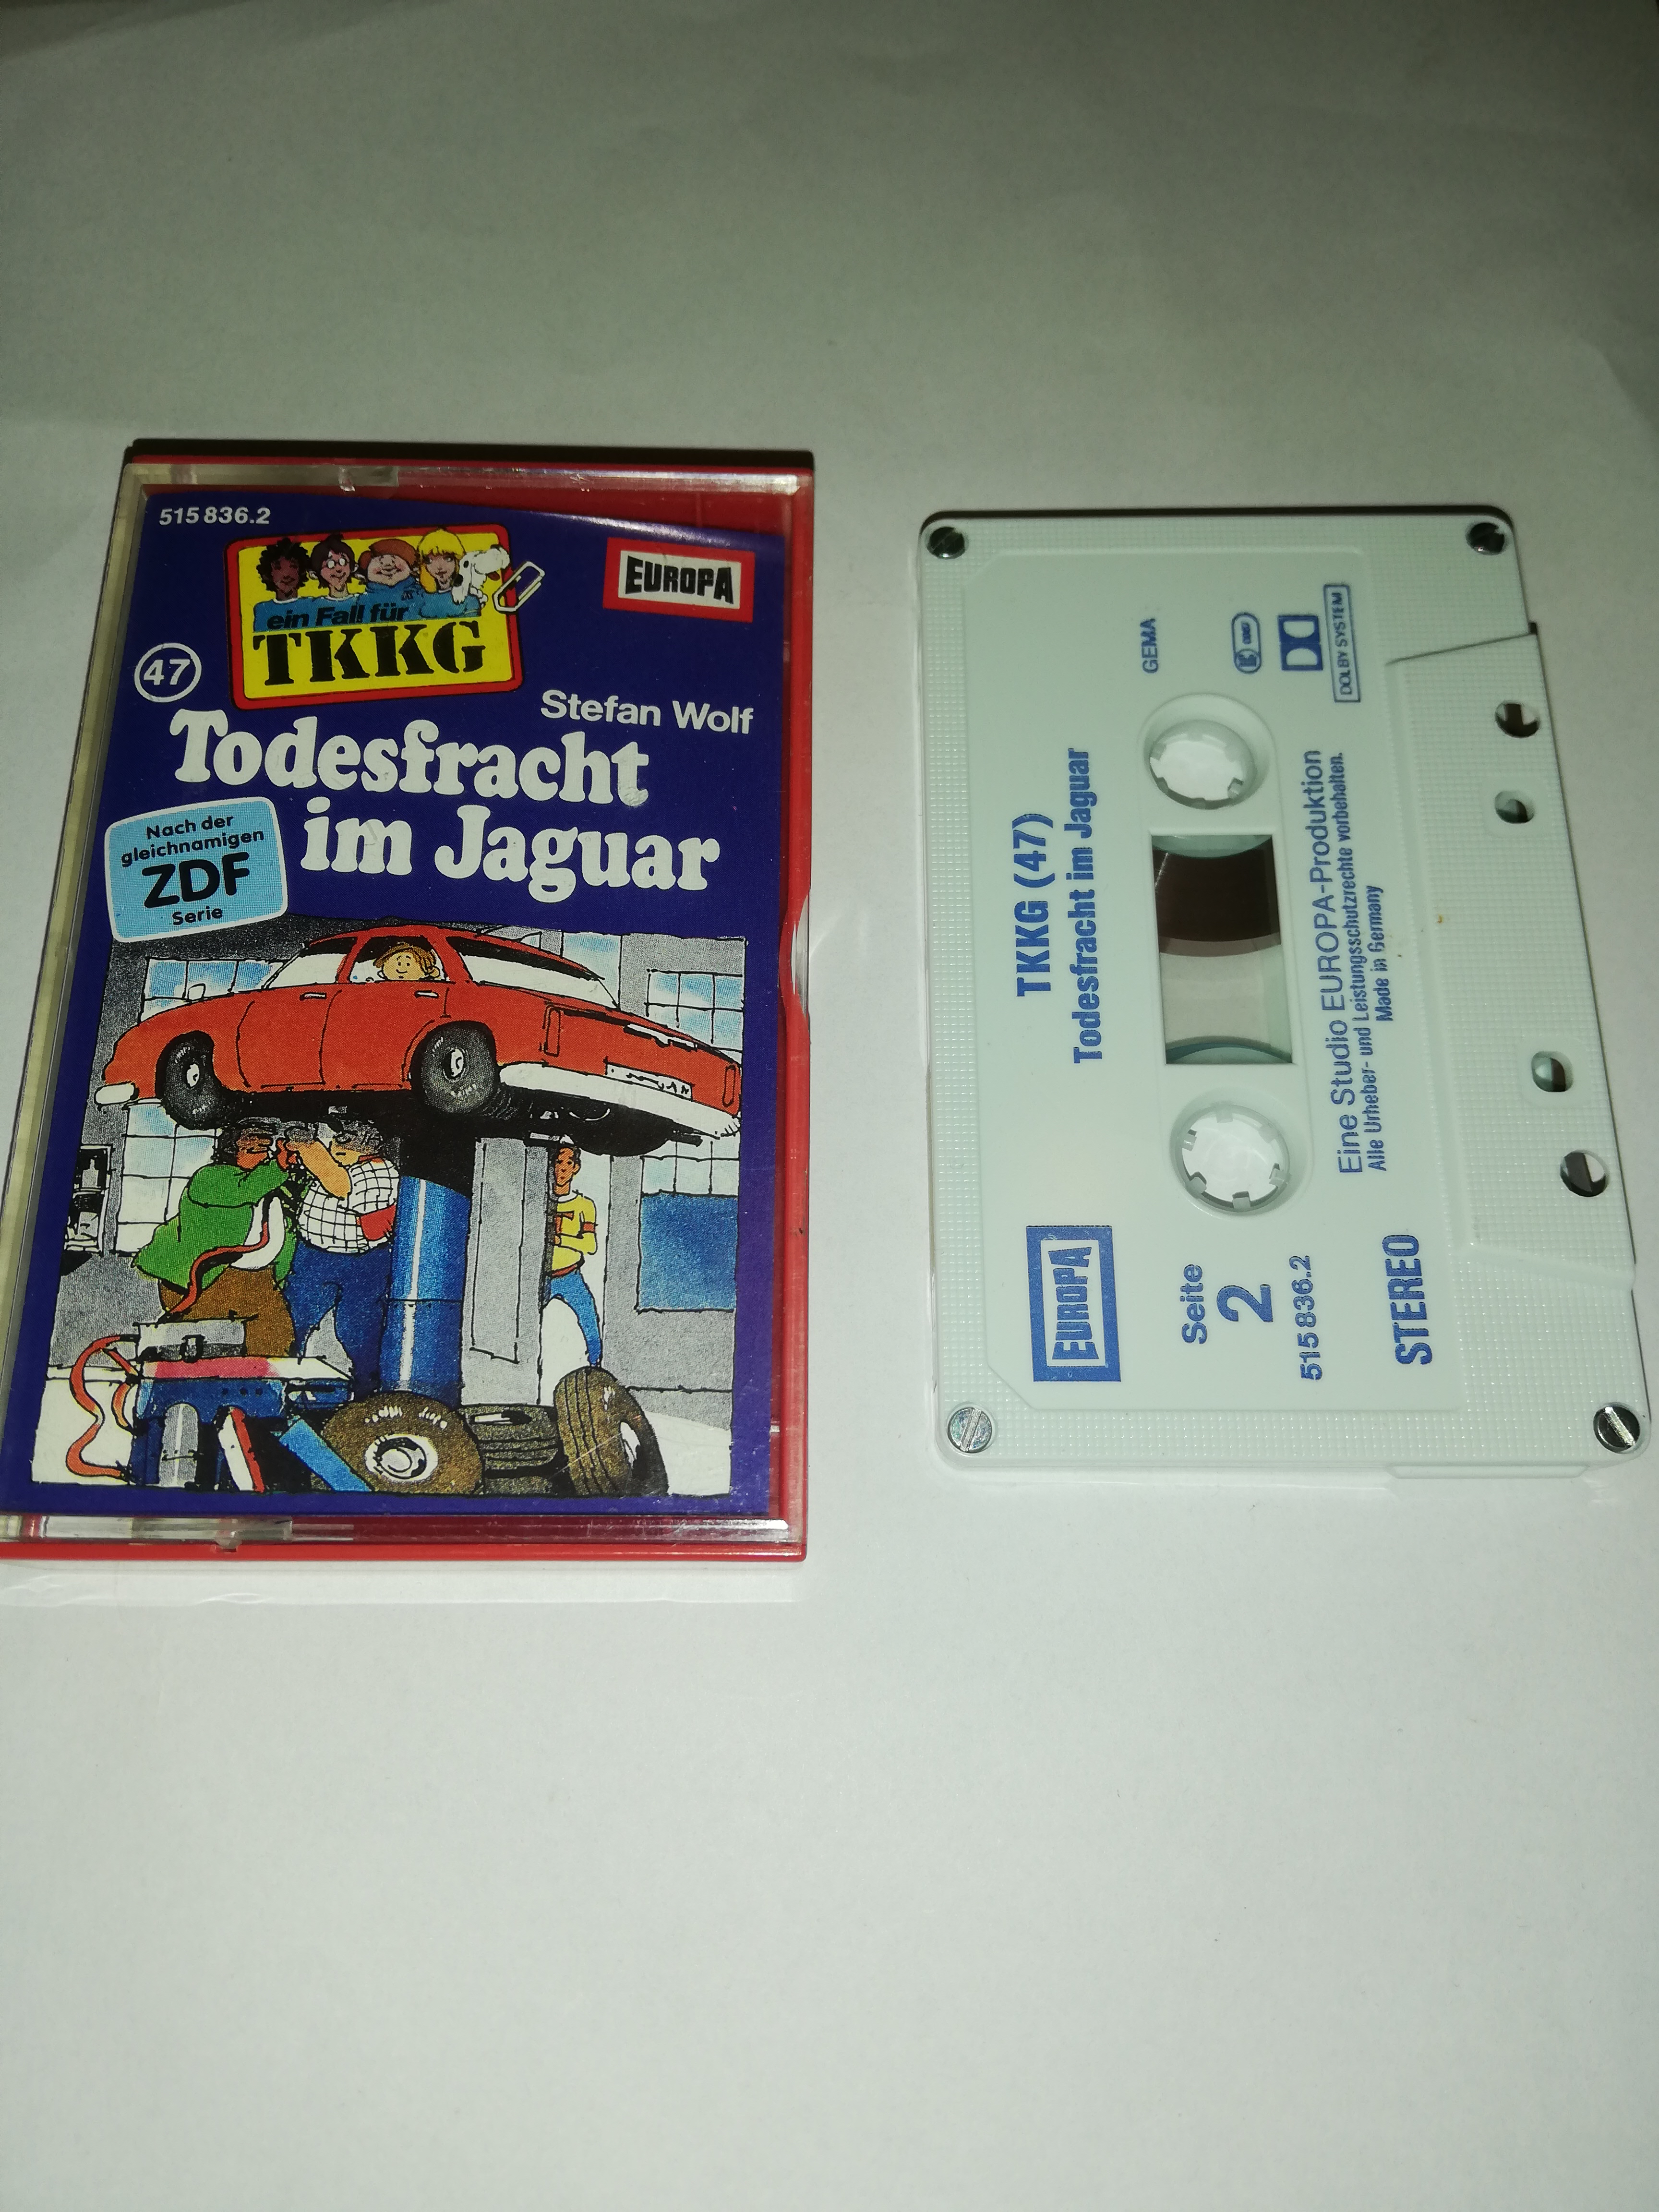 515 836.2
ein Fall für
TKKG
EUROPA
47
Stefan Wolf
Todesfracht
im Jaguar
Nach der
gleichnamigen
ZDF
Serie
TKKG (47)
Todesfracht im Jaguar
GEMA
DOLBY SYSTEM
EUROPA
Seite
2
515836.2
STEREO
Eine Studio EUROPA-Produktion
Alle Urheber- und Leistungsschutzrechte vorbehalten.
Made in Germany